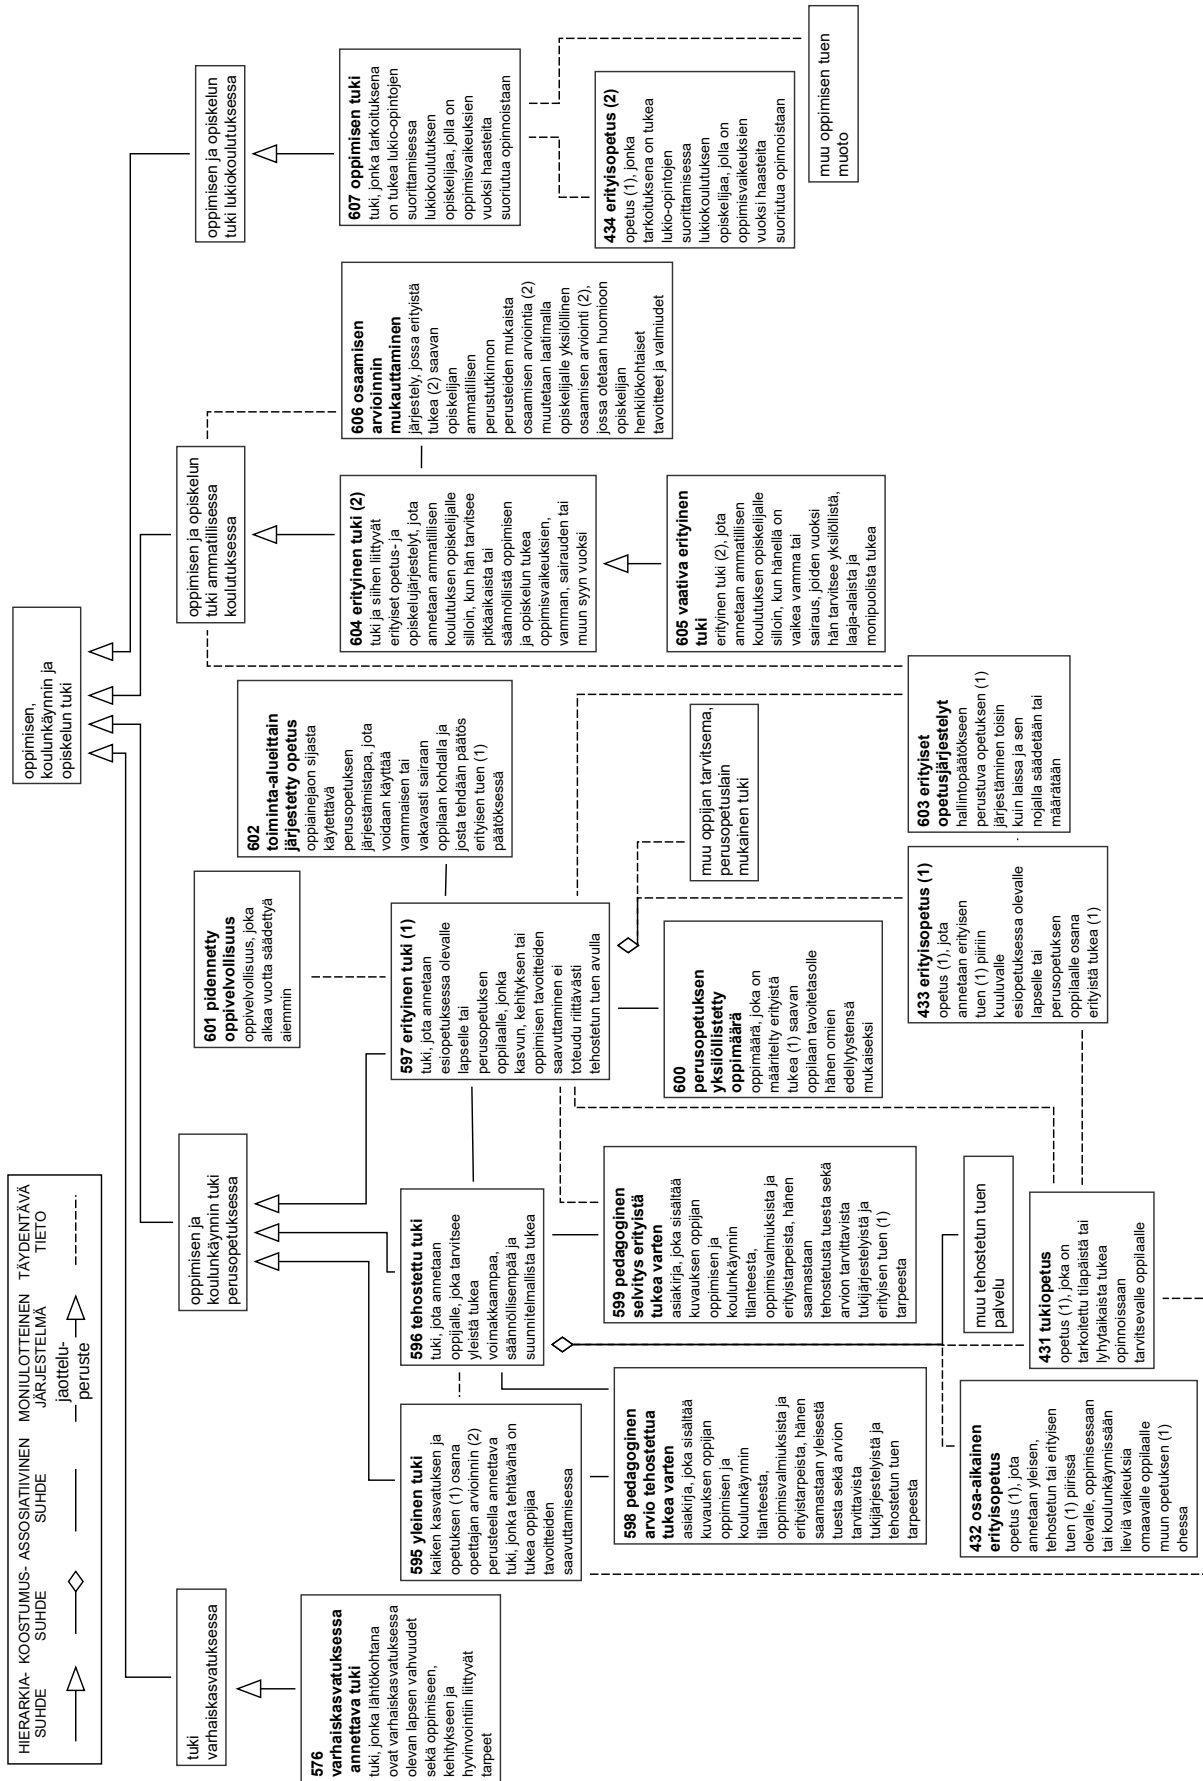 HIERARKIA-
SUHDE
KOOSTUMUS-
SUHDE
ASSOSIATIIVINEN
SUHDE
MONIULOTTEINEN
JÄRJESTELMÄ
jaottelu-
peruste
TÄYDENTÄVÄ
TIETO
oppimisen,
koulunkäynnin ja
opiskelun tuki
tuki
varhaiskasvatuksessa
576
varhaiskasvatuksessa
annettava tuki
tuki, jonka lähtökohtana
ovat varhaiskasvatuksessa
olevan lapsen vahvuudet
sekä oppimiseen,
kehitykseen ja
hyvinvointiin liittyvät
tarpeet
oppimisen ja
koulunkäynnin tuki
perusopetuksessa
595 yleinen tuki
kaiken kasvatuksen ja
opetuksen (1) osana
opettajan arvioinnin (2)
perusteella annettava
tuki, jonka tehtävänä on
tukea oppijaa
tavoitteiden
saavuttamisessa
596 tehostettu tuki
tuki, jota annetaan
oppijalle, joka tarvitsee
yleistä tukea
voimakkaampaa,
säännöllisempää ja
suunnitelmallista tukea
597 erityinen tuki (1)
tuki, jota annetaan
esiopetuksessa olevalle
lapselle tai
perusopetuksen
oppilaalle, jonka
kasvun, kehityksen tai
oppimisen tavoitteiden
saavuttaminen ei
toteudu riittävästi
tehostetun tuen avulla
601 pidennetty
oppivelvollisuus
oppivelvollisuus, joka
alkaa vuotta säädettyä
aiemmin
602
toiminta-alueittain
järjestetty opetus
oppiainejaon sijasta
käytettävä
perusopetuksen
järjestämistapa, jota
voidaan käyttää
vammaisen tai
vakavasti sairaan
oppilaan kohdalla ja
josta tehdään päätös
erityisen tuen (1)
päätöksessä
598 pedagoginen
arvio tehostettua
tukea varten
asiakirja, joka sisältää
kuvauksen oppijan
oppimisen ja
koulunkäynnin
tilanteesta,
oppimisvalmiuksista ja
erityistarpeista, hänen
saamastaan yleisestä
tuesta sekä arvion
tarvittavista
tukijärjestelyistä ja
tehostetun tuen
tarpeesta
599 pedagoginen
selvitys erityistä
tukea varten
asiakirja, joka sisältää
kuvauksen oppijan
oppimisen ja
koulunkäynnin
tilanteesta,
oppimisvalmiuksista ja
erityistarpeista, hänen
saamastaan
tehostetusta tuesta sekä
arvion tarvittavista
tukijärjestelyistä ja
erityisen tuen (1)
tarpeesta
600
perusopetuksen
yksilöllistetty
oppimäärä
oppimäärä, joka on
määritelty erityistä
tukea (1) saavan
oppilaan tavoitetasolle
hänen omien
edellytystensä
mukaiseksi
muu oppijan tarvitsema,
perusopetuslain
mukainen tuki
432 osa-aikainen
erityisopetus
opetus (1), jota
annetaan yleisen,
tehostetun tai erityisen
tuen (1) piirissä
olevalle, oppimisessaan
tai koulunkäynnissään
lieviä vaikeuksia
omaavalle oppilaalle
muun opetuksen (1)
ohessa
431 tukiopetus
opetus (1), joka on
tarkoitettu tilapäistä tai
lyhytaikaista tukea
opinnoissaan
tarvitsevalle oppilaalle
muu tehostetun tuen
palvelu
433 erityisopetus (1)
opetus (1), jota
annetaan erityisen
tuen (1) piiriin
kuuluvalle
esiopetuksessa olevalle
lapselle tai
perusopetuksen
oppilaalle osana
erityistä tukea (1)
603 erityiset
opetusjärjestelyt
hallintopäätökseen
perustuva opetuksen (1)
järjestäminen toisin
kuin laissa ja sen
nojalla säädetään tai
määrätään
oppimisen ja opiskelun
tuki ammatillisessa
koulutuksessa
604 erityinen tuki (2)
tuki ja siihen liittyvät
erityiset opetus- ja
opiskelujärjestelyt, jota
annetaan ammatillisen
koulutuksen opiskelijalle
silloin, kun hän tarvitsee
pitkäaikaista tai
säännöllistä oppimisen
ja opiskelun tukea
oppimisvaikeuksien,
vamman, sairauden tai
muun syyn vuoksi
605 vaativa erityinen
tuki
erityinen tuki (2), jota
annetaan ammatillisen
koulutuksen opiskelijalle
silloin, kun hänellä on
vaikea vamma tai
sairaus, joiden vuoksi
hän tarvitsee yksilöllistä,
laaja-alaista ja
monipuolista tukea
606 osaamisen
arvioinnin
mukauttaminen
järjestely, jossa erityistä
tukea (2) saavan
opiskelijan
ammatillisen
perustutkinnon
perusteiden mukaista
osaamisen arviointia (2)
muutetaan laatimalla
opiskelijalle yksilöllinen
osaamisen arviointi (2),
jossa otetaan huomioon
opiskelijan
henkilökohtaiset
tavoitteet ja valmiudet
oppimisen ja opiskelun
tuki lukiokoulutuksessa
607 oppimisen tuki
tuki, jonka tarkoituksena
on tukea lukio-opintojen
suorittamisessa
lukiokoulutuksen
opiskelijaa, jolla on
oppimisvaikeuksien
vuoksi haasteita
suoriutua opinnoistaan
434 erityisopetus (2)
opetus (1), jonka
tarkoituksena on tukea
lukio-opintojen
suorittamisessa
lukiokoulutuksen
opiskelijaa, jolla on
oppimisvaikeuksien
vuoksi haasteita
suoriutua opinnoistaan
muu oppimisen tuen
muoto